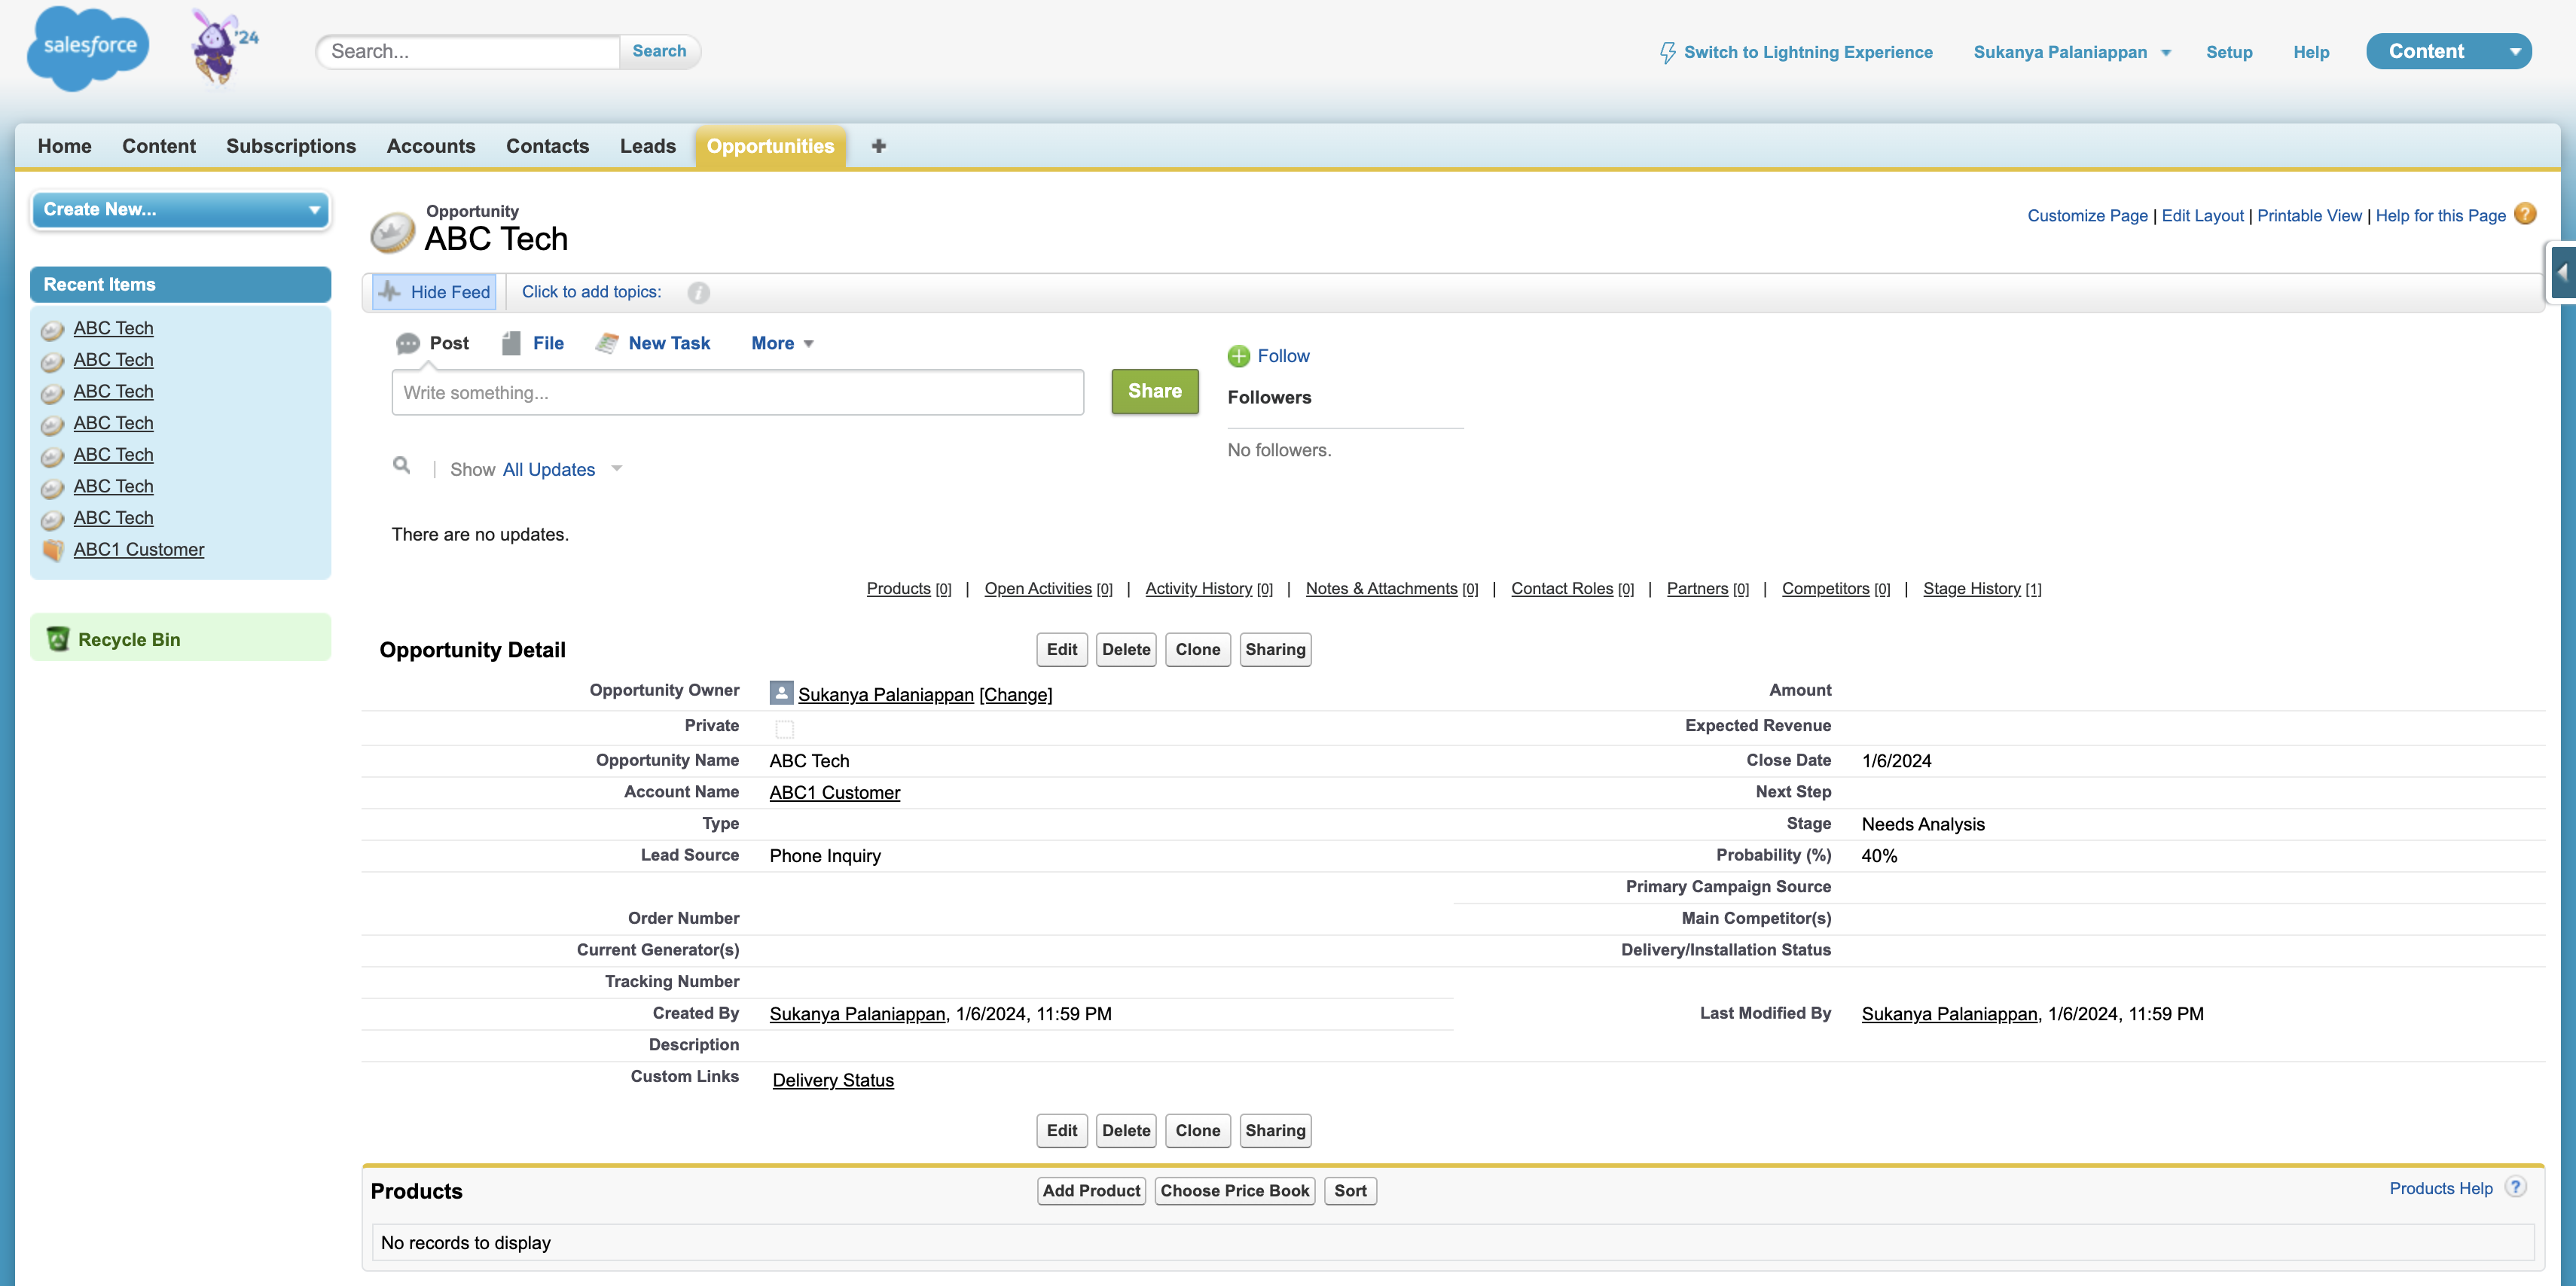 salesforce
'24
Search...
Search
Switch to Lightning Experience
Sukanya Palaniappan
Setup
Help
Content
Home
Content
Subscriptions
Accounts
Contacts
Leads
Opportunities
Create New...
Opportunity
ABC Tech
Customize Page | Edit Layout | Printable View | Help for this Page
Hide Feed
Click to add topics:
Recent Items
ABC Tech
ABC Tech
ABC Tech
ABC Tech
ABC Tech
ABC Tech
ABC Tech
ABC1 Customer
Recycle Bin
Post
File
New Task
More
Write something...
Share
Follow
Followers
No followers.
Show All Updates
There are no updates.
Products [0] | Open Activities [0] | Activity History [0] | Notes & Attachments [0] | Contact Roles [0] | Partners [0] | Competitors [0] | Stage History [1]
Opportunity Detail
Edit
Delete
Clone
Sharing
Opportunity Owner Sukanya Palaniappan [Change]
Amount
Private
Expected Revenue
Opportunity Name ABC Tech
Close Date 1/6/2024
Account Name ABC1 Customer
Next Step
Type
Stage Needs Analysis
Lead Source Phone Inquiry
Probability (%) 40%
Primary Campaign Source
Order Number
Main Competitor(s)
Current Generator(s)
Delivery/Installation Status
Tracking Number
Created By Sukanya Palaniappan, 1/6/2024, 11:59 PM
Last Modified By Sukanya Palaniappan, 1/6/2024, 11:59 PM
Description
Custom Links Delivery Status
Edit
Delete
Clone
Sharing
Products
Add Product
Choose Price Book
Sort
Products Help ?
No records to display